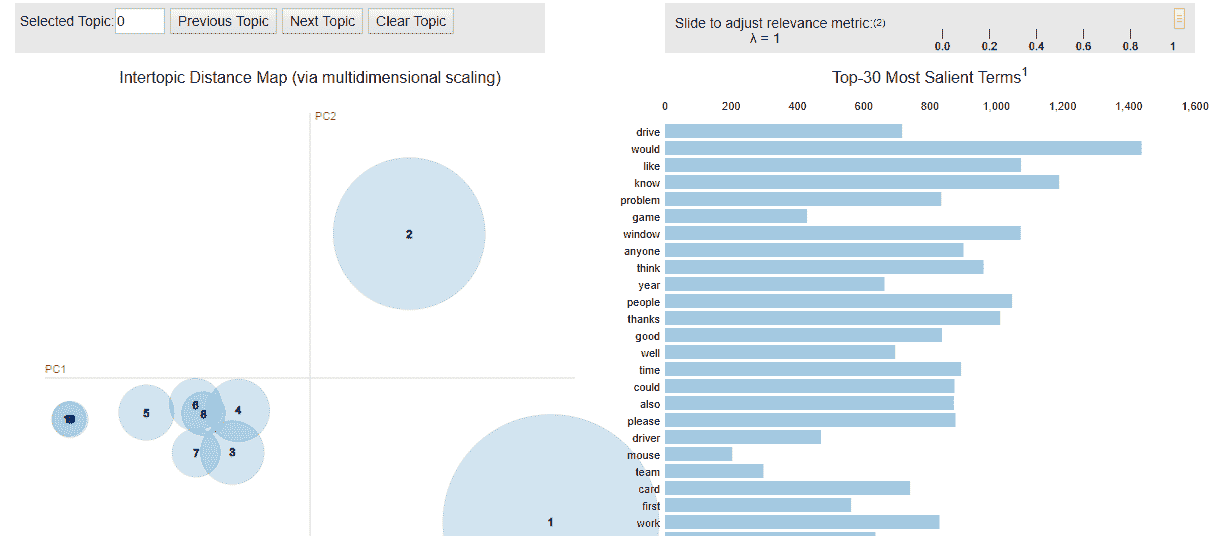 Selected Topic: 0 Previous Topic Next Topic Clear Topic
Slide to adjust relevance metric:(2)
λ = 1
0.0 0.2 0.4 0.6 0.8 1
Intertopic Distance Map (via multidimensional scaling)
PC2
PC1
2
5
6
8
4
7
3
1
Top-30 Most Salient Terms1
0 200 400 600 800 1,000 1,200 1,400 1,600
drive
would
like
know
problem
game
window
anyone
think
year
people
thanks
good
well
time
could
also
please
driver
mouse
team
card
first
work